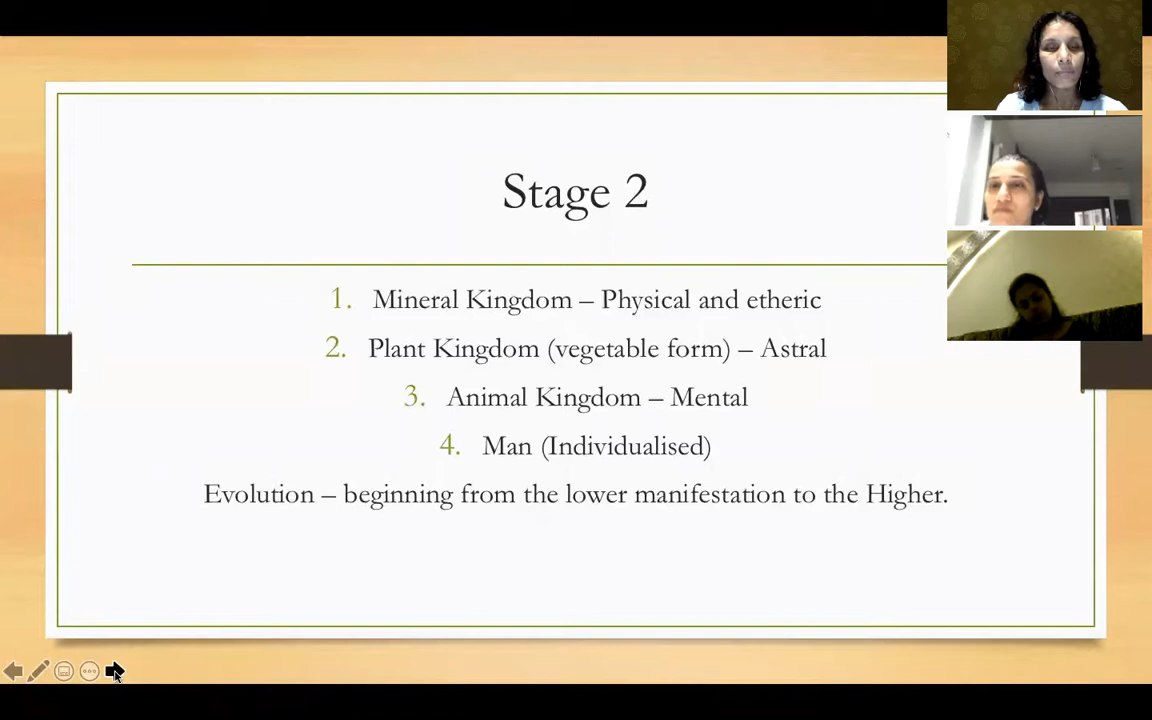 Stage 2
1. Mineral Kingdom – Physical and etheric
2. Plant Kingdom (vegetable form) – Astral
3. Animal Kingdom – Mental
4. Man (Individualised)
Evolution – beginning from the lower manifestation to the Higher.